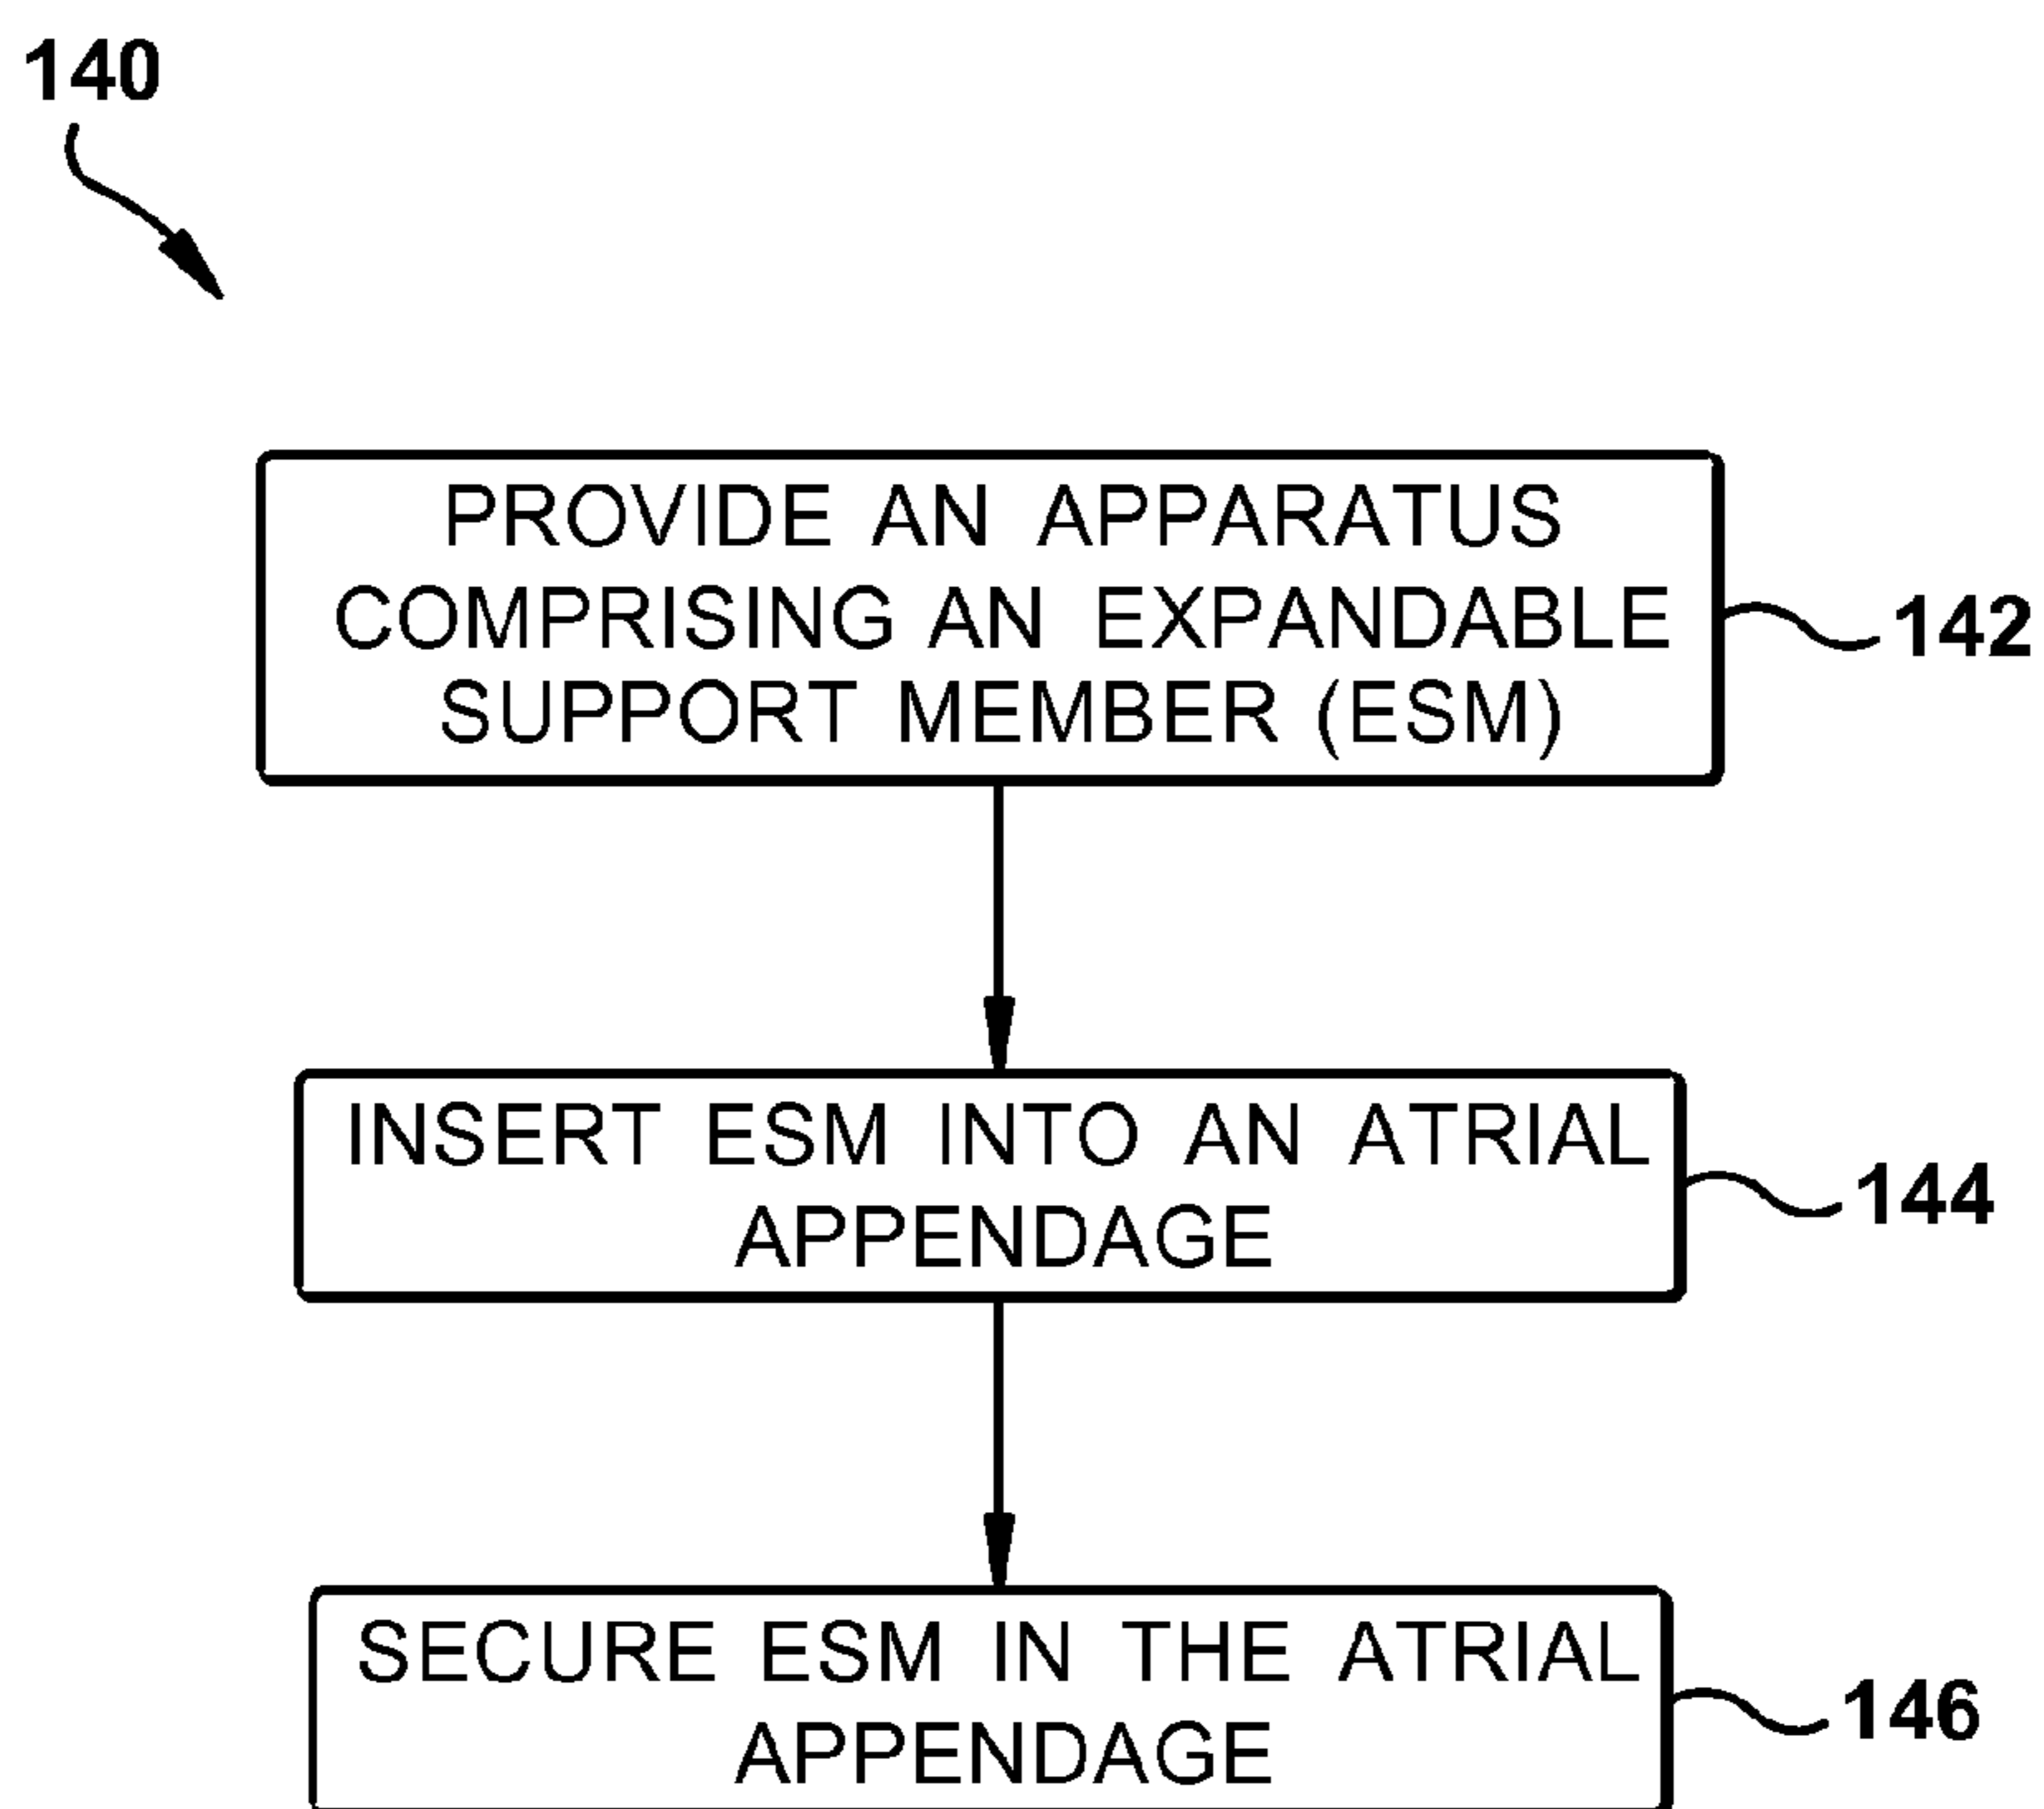 140
PROVIDE AN APPARATUS
COMPRISING AN EXPANDABLE
SUPPORT MEMBER (ESM)
142
INSERT ESM INTO AN ATRIAL
APPENDAGE
144
SECURE ESM IN THE ATRIAL
APPENDAGE
146